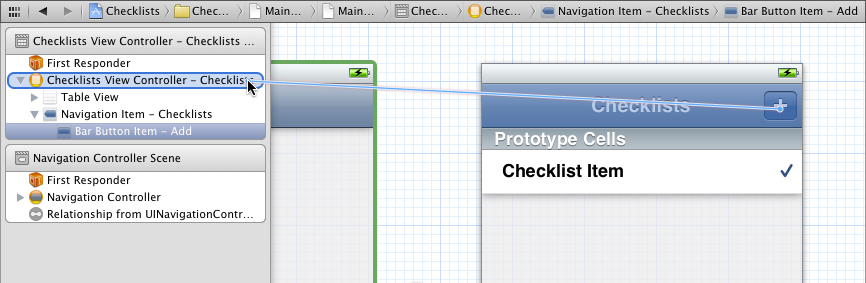 Checklists Chec... Main... Main... Chec... Chec... Navigation Item – Checklists Bar Button Item – Add
Checklists View Controller – Checklists ...
First Responder
Checklists View Controller – Checklists
Table View
Navigation Item – Checklists
Bar Button Item – Add
Navigation Controller Scene
First Responder
Navigation Controller
Relationship from UINavigationContr...
Checklists
+
Prototype Cells
Checklist Item